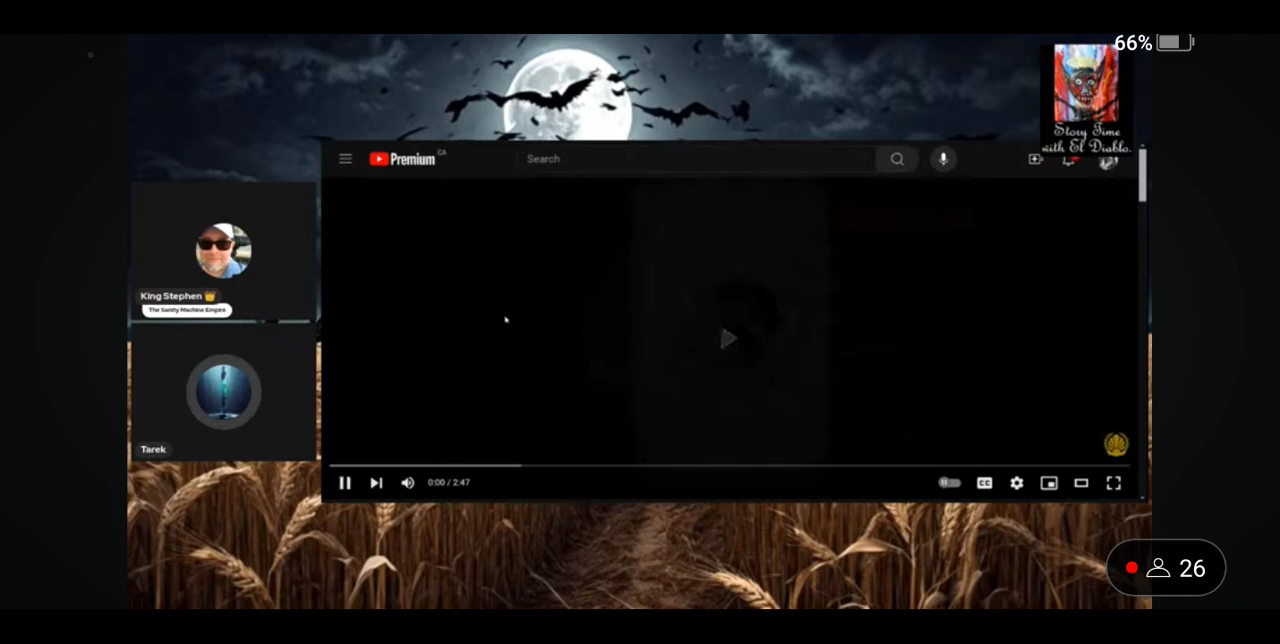 66%
Story Time
with El Diablo.
Premium CA
Search
King Stephen 👑
The Sanity Machine Empire
Tarek
0:00 / 2:47
CC
26